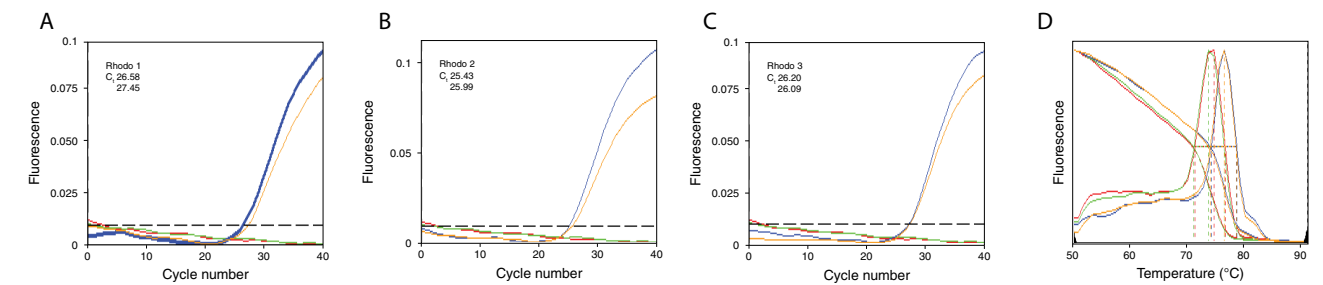 A
Fluorescence
0.1
0.075
0.05
0.025
0
Rhodo 1
Ct 26.58
27.45
0 10 20 30 40
Cycle number
B
Fluorescence
0.1
0.05
0
Rhodo 2
Ct 25.43
25.99
0 10 20 30 40
Cycle number
C
Fluorescence
0.1
0.075
0.05
0.025
0
Rhodo 3
Ct 26.20
26.09
0 10 20 30 40
Cycle number
D
Fluorescence
50 60 70 80 90
Temperature (°C)